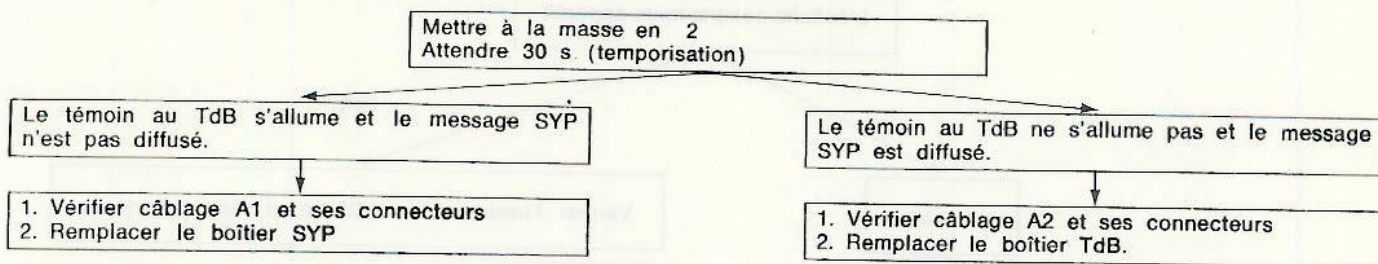 Mettre à la masse en 2
Attendre 30 s. (temporisation)
Le témoin au TdB s'allume et le message SYP
n'est pas diffusé.
Le témoin au TdB ne s'allume pas et le message
SYP est diffusé.
1. Vérifier câblage A1 et ses connecteurs
2. Remplacer le boîtier SYP
1. Vérifier câblage A2 et ses connecteurs
2. Remplacer le boîtier TdB.